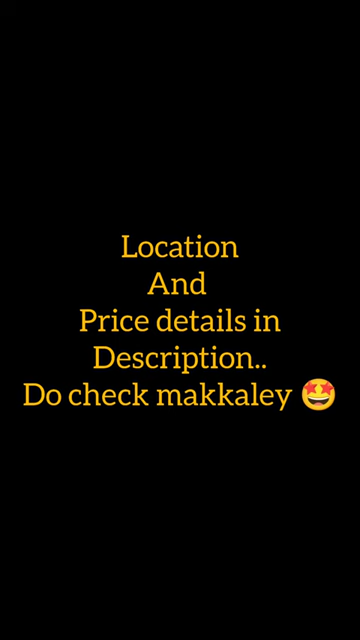 Location
And
Price details in
Description..
Do check makkaley 🤩